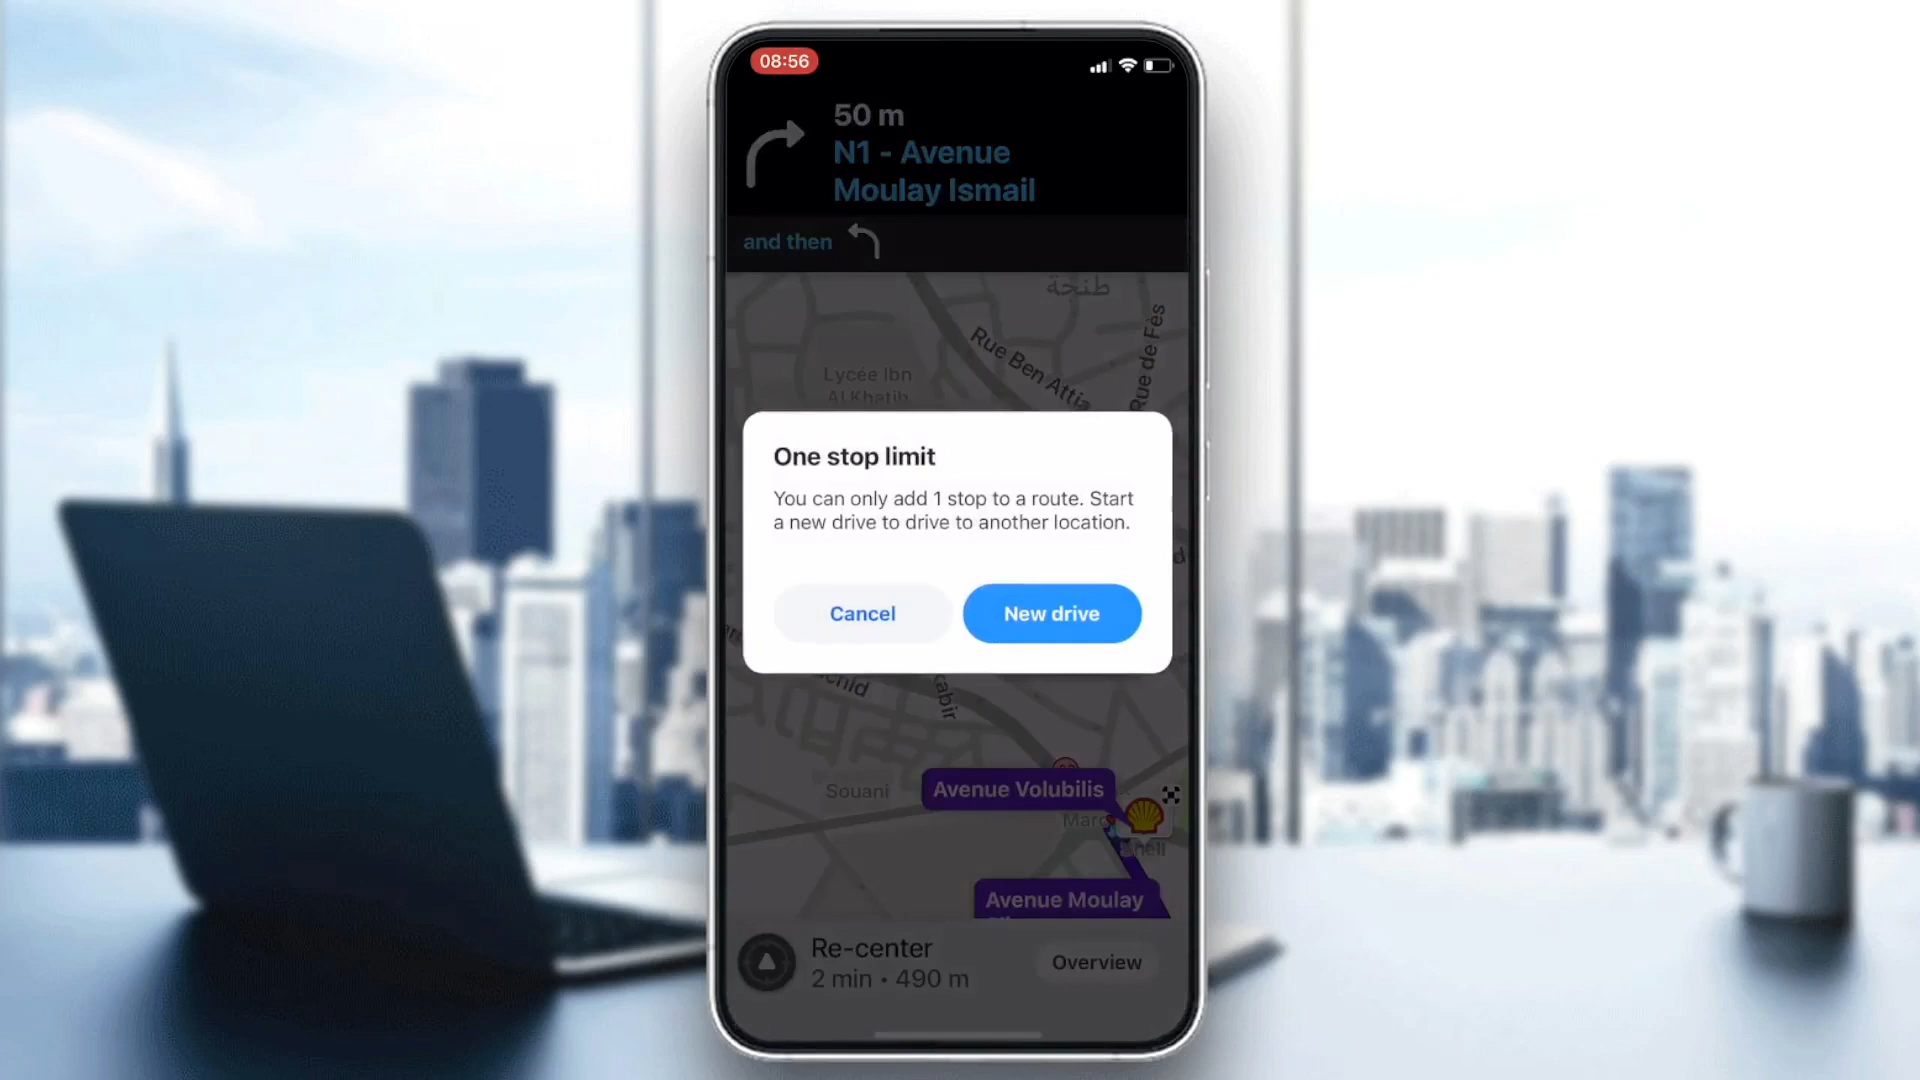 08:56
50 m
N1 - Avenue
Moulay Ismail
and then
طنجة
Rue Ben Attia
Rue de Fès
Lycée Ibn
Al Khatib
One stop limit
You can only add 1 stop to a route. Start
a new drive to drive to another location.
Cancel
New drive
Avenue Volubilis
Souani
Shell
Avenue Moulay
Re-center
2 min • 490 m
Overview